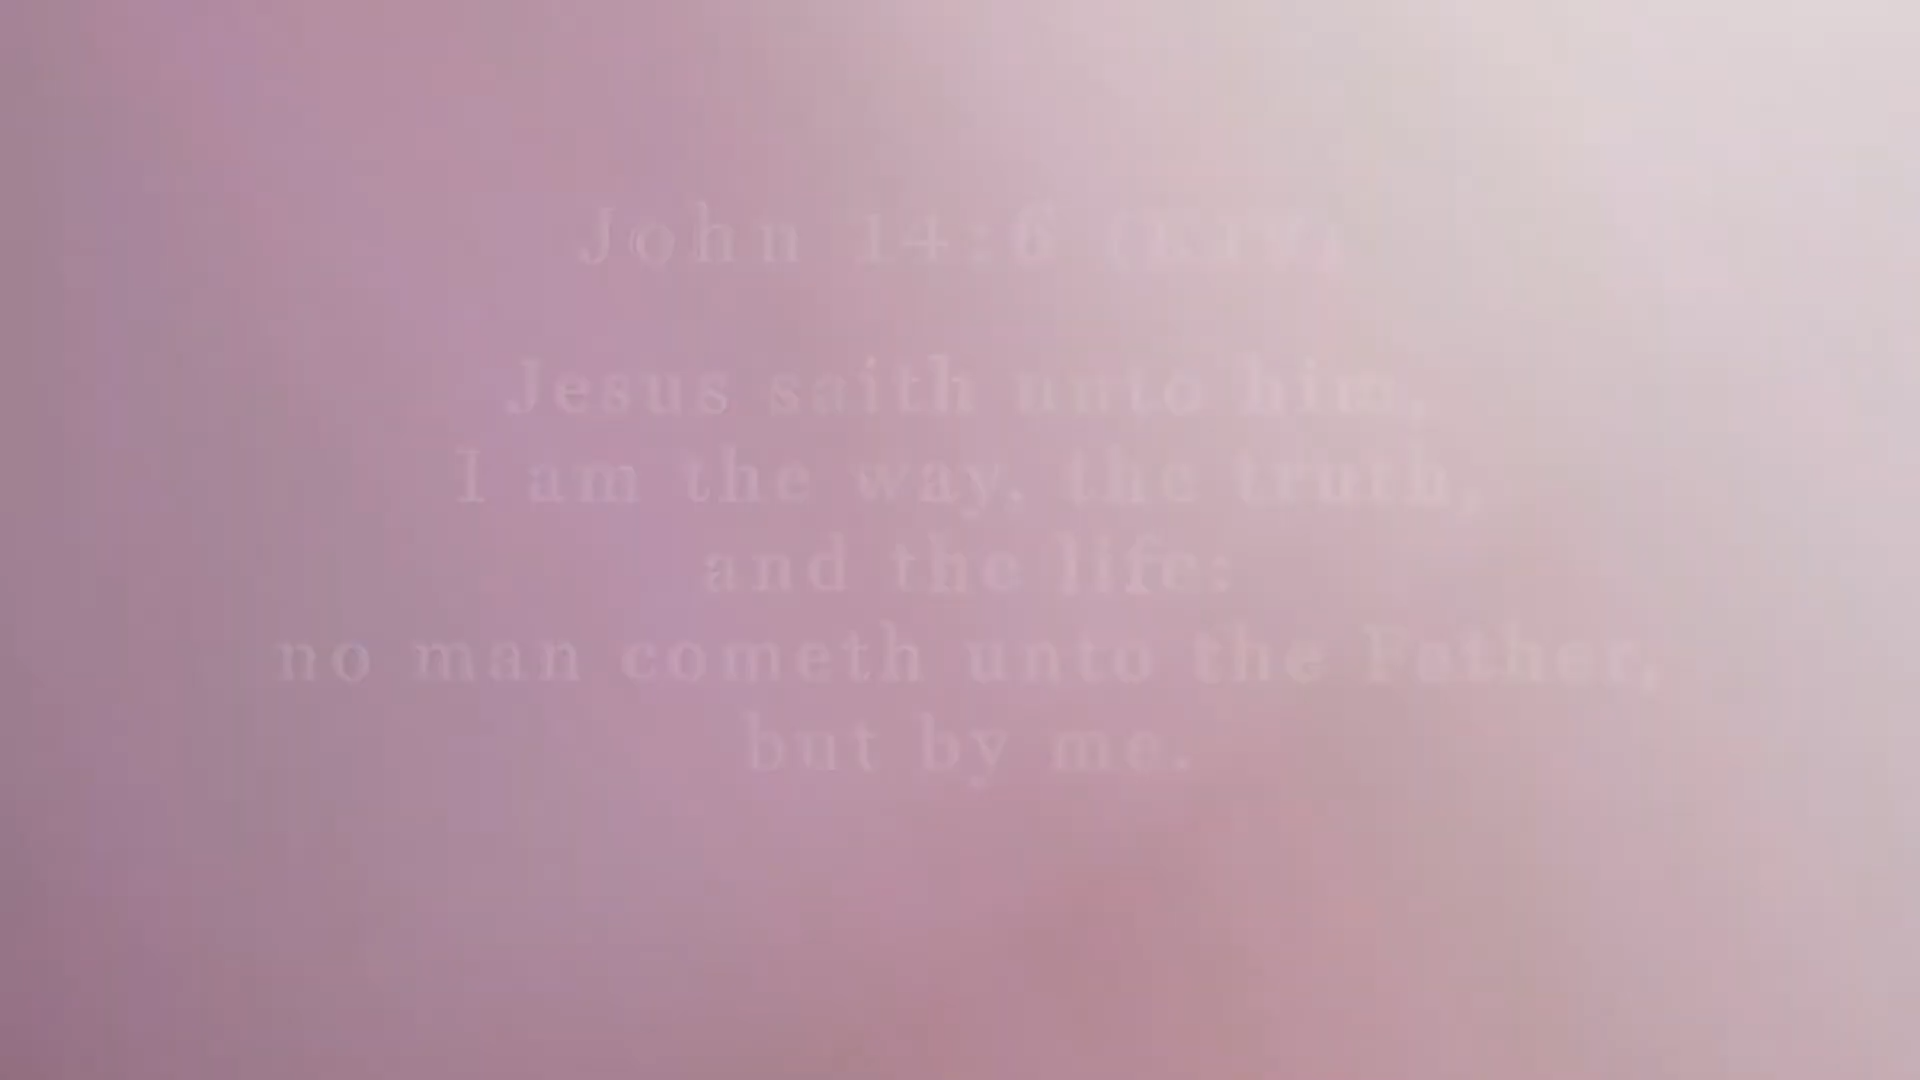 John 14:6 (KJV)
Jesus saith unto him,
I am the way, the truth,
and the life:
no man cometh unto the Father,
but by me.